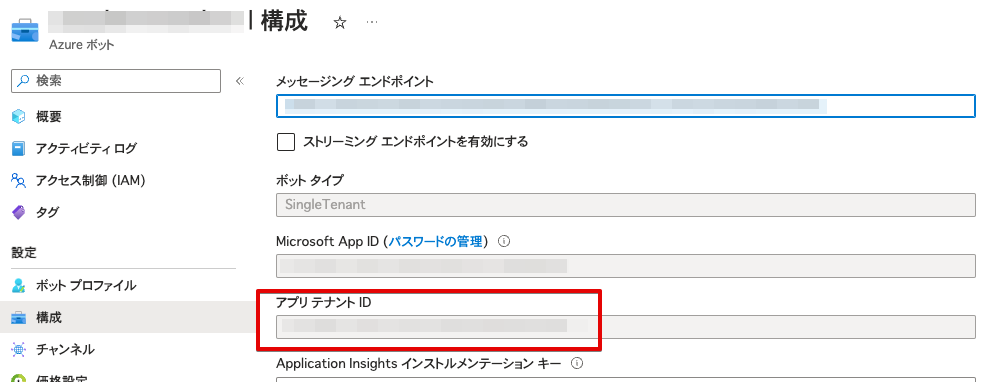 | 構成
Azure ボット
検索
概要
アクティビティ ログ
アクセス制御 (IAM)
タグ
設定
ボット プロファイル
構成
チャンネル
価格設定
メッセージング エンドポイント
ストリーミング エンドポイントを有効にする
ボット タイプ
SingleTenant
Microsoft App ID (パスワードの管理)
アプリ テナント ID
Application Insights インストルメンテーション キー